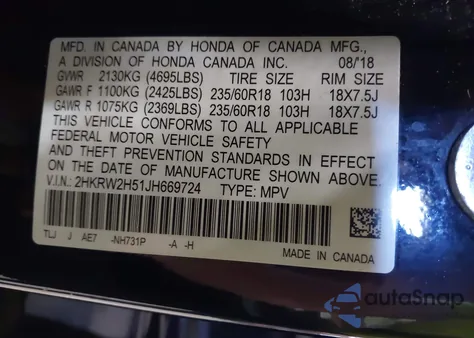 MFD. IN CANADA BY HONDA OF CANADA MFG.,
A DIVISION OF HONDA CANADA INC. 08/'18
GVWR 2130KG (4695LBS) TIRE SIZE RIM SIZE
GAWR F 1100KG (2425LBS) 235/60R18 103H 18X7.5J
GAWR R 1075KG (2369LBS) 235/60R18 103H 18X7.5J
THIS VEHICLE CONFORMS TO ALL APPLICABLE
FEDERAL MOTOR VEHICLE SAFETY
AND THEFT PREVENTION STANDARDS IN EFFECT
ON THE DATE OF MANUFACTURE SHOWN ABOVE.
V.I.N.: 2HKRW2H51JH669724 TYPE: MPV
TLJ J AE7 -NH731P -A -H
MADE IN CANADA
autoSnap